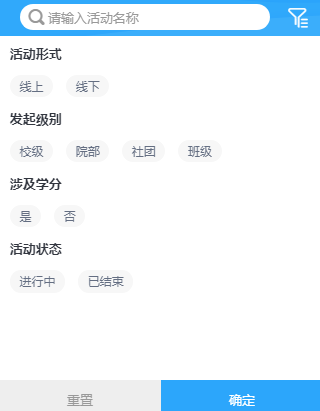 请输入活动名称
活动形式
线上 线下
发起级别
校级 院部 社团 班级
涉及学分
是 否
活动状态
进行中 已结束
重置 确定